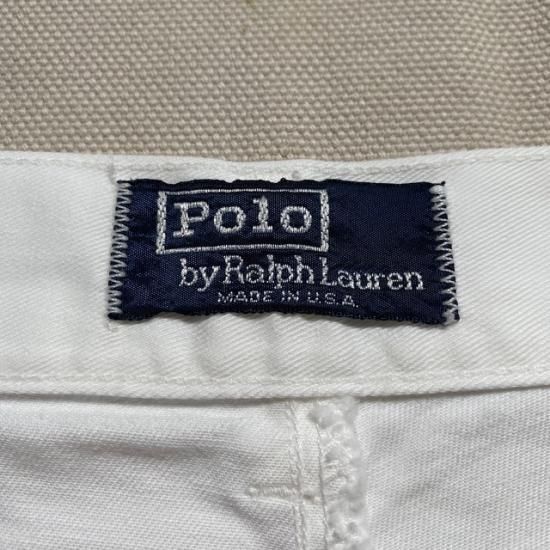 Polo
by Ralph Lauren
MADE IN U.S.A.